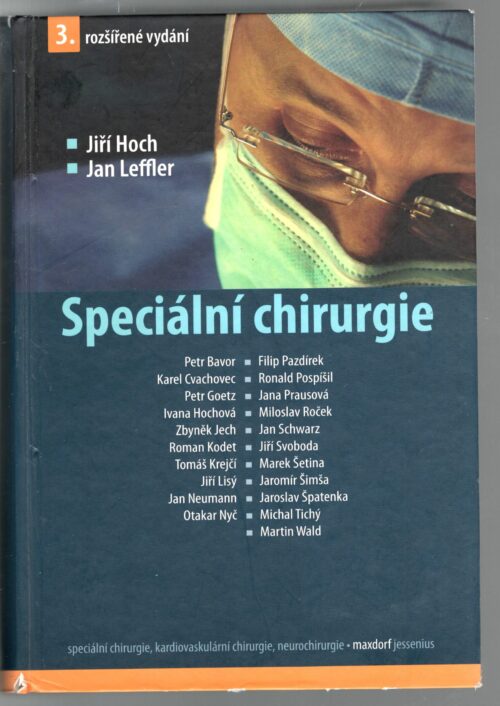 3. rozšířené vydání
Jiří Hoch
Jan Leffler
Speciální chirurgie
Petr Bavor ▪ Filip Pazdírek
Karel Cvachovec ▪ Ronald Pospíšil
Petr Goetz ▪ Jana Prausová
Ivana Hochová ▪ Miloslav Roček
Zbyněk Jech ▪ Jan Schwarz
Roman Kodet ▪ Jiří Svoboda
Tomáš Krejčí ▪ Marek Šetina
Jiří Lisý ▪ Jaromír Šimša
Jan Neumann ▪ Jaroslav Špatenka
Otakar Nyč ▪ Michal Tichý
▪ Martin Wald
speciální chirurgie, kardiovaskulární chirurgie, neurochirurgie • maxdorf jessenius